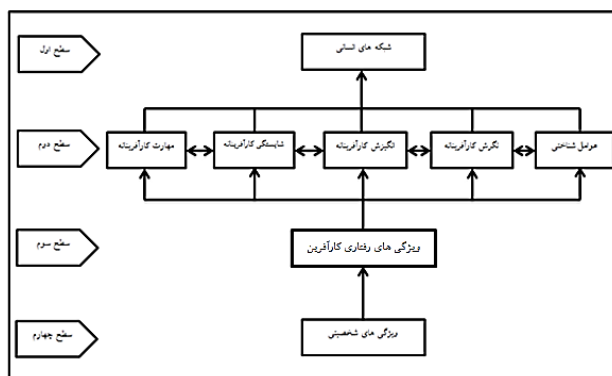 سطح اول
شبکه های انسانی
سطح دوم
عوامل شناختی
نگرش کارآفرینانه
انگیزش کارآفرینانه
شایستگی کارآفرینانه
مهارت کارآفرینانه
سطح سوم
ویژگی های رفتاری کارآفرین
سطح چهارم
ویژگی های شخصیتی